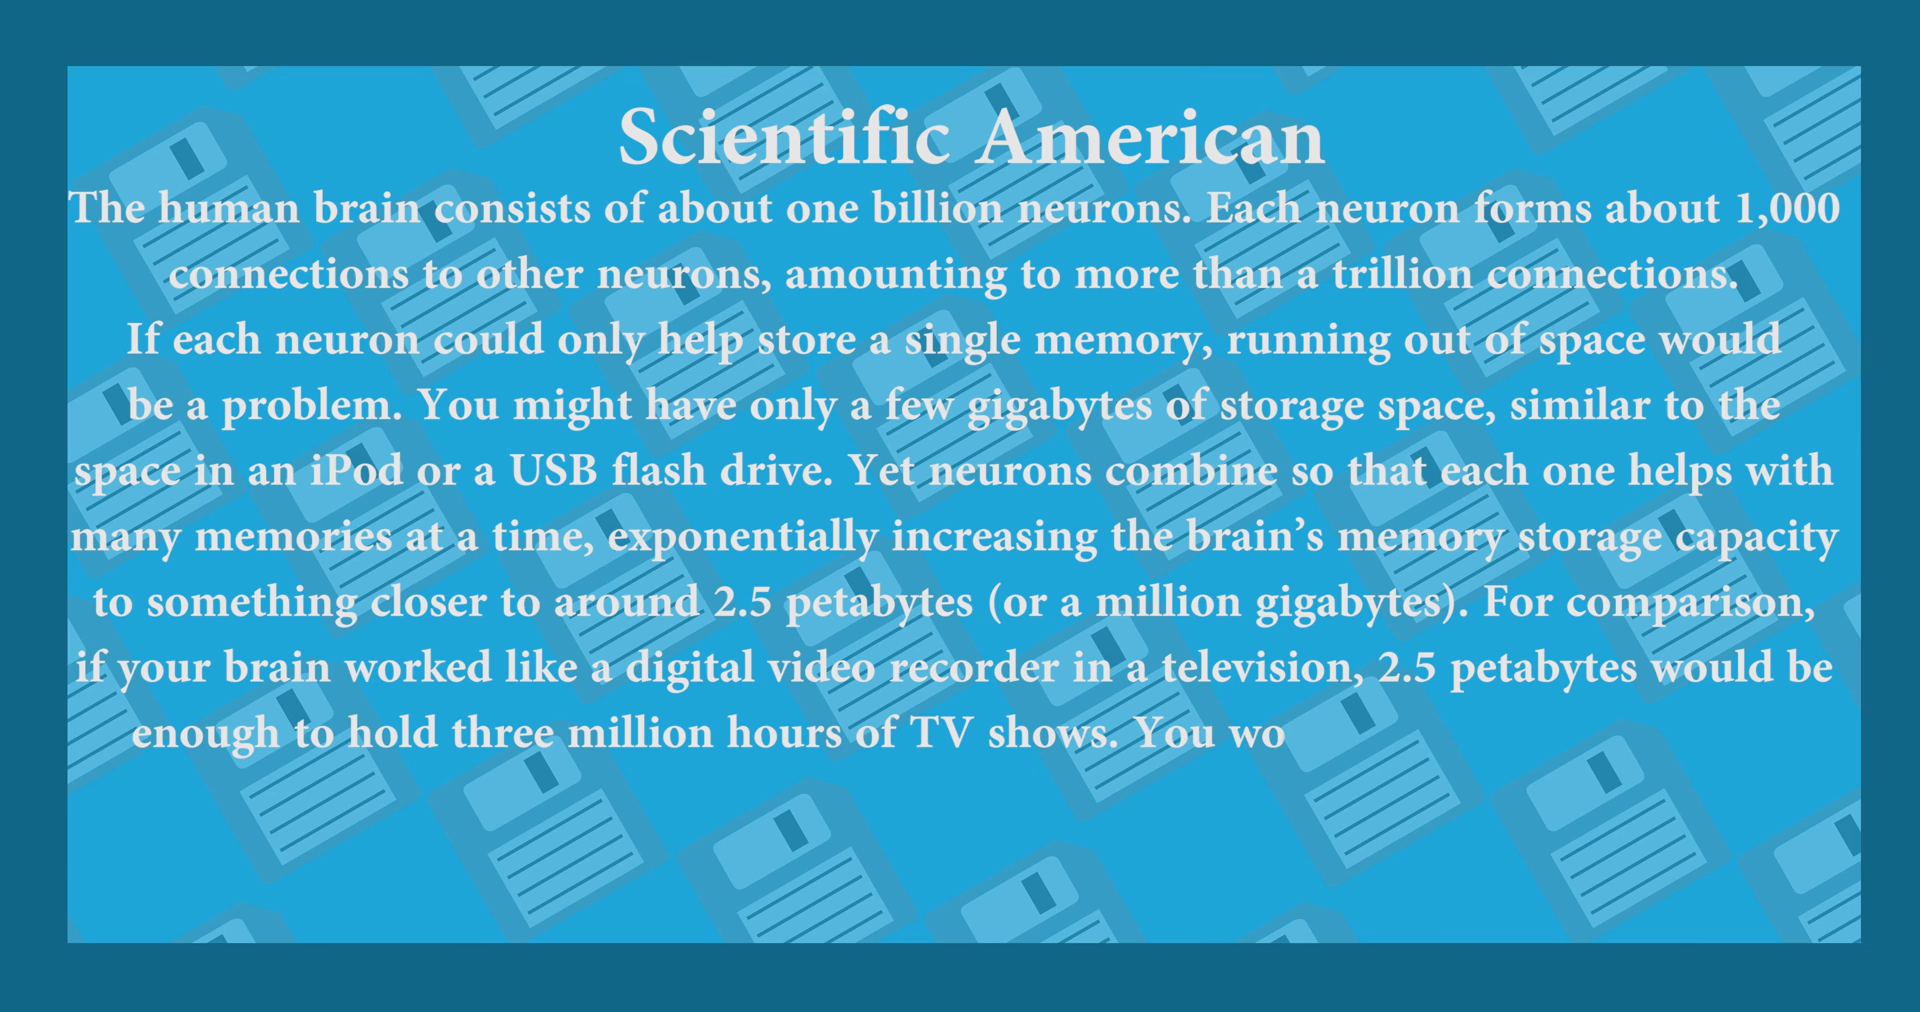 Scientific American
The human brain consists of about one billion neurons. Each neuron forms about 1,000
connections to other neurons, amounting to more than a trillion connections.
If each neuron could only help store a single memory, running out of space would
be a problem. You might have only a few gigabytes of storage space, similar to the
space in an iPod or a USB flash drive. Yet neurons combine so that each one helps with
many memories at a time, exponentially increasing the brain’s memory storage capacity
to something closer to around 2.5 petabytes (or a million gigabytes). For comparison,
if your brain worked like a digital video recorder in a television, 2.5 petabytes would be
enough to hold three million hours of TV shows. You wo